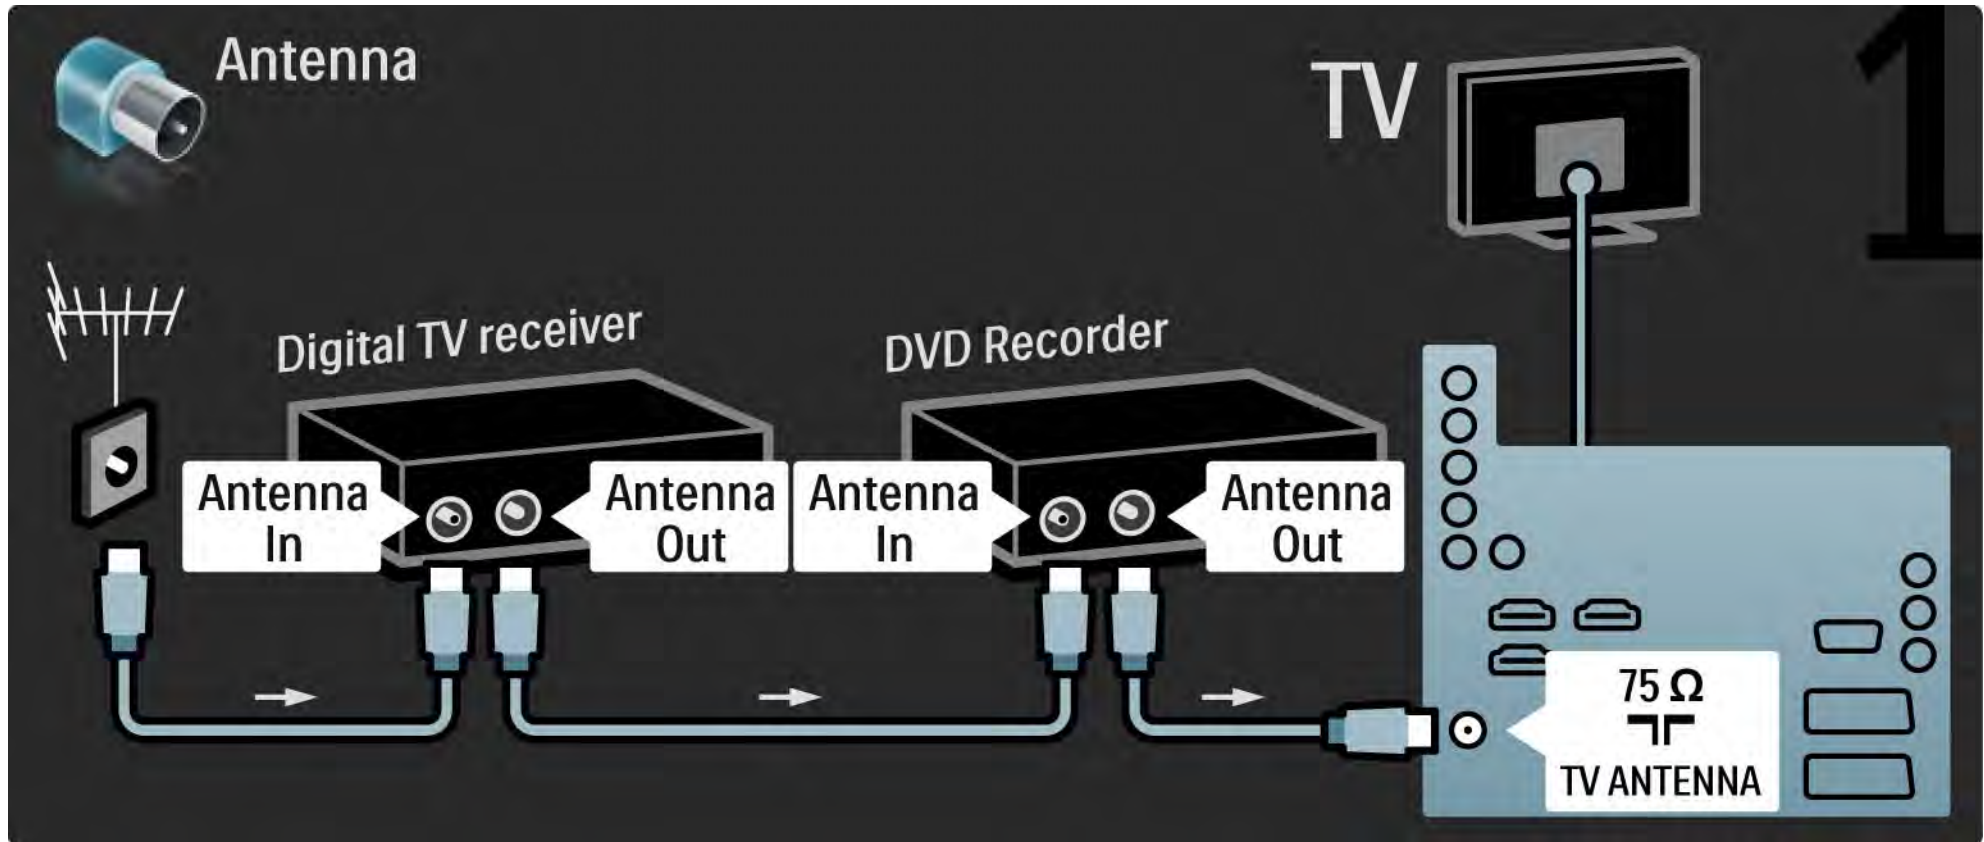 Antenna
TV
1
Digital TV receiver
DVD Recorder
Antenna
In
Antenna
Out
Antenna
In
Antenna
Out
75 Ω
TV ANTENNA